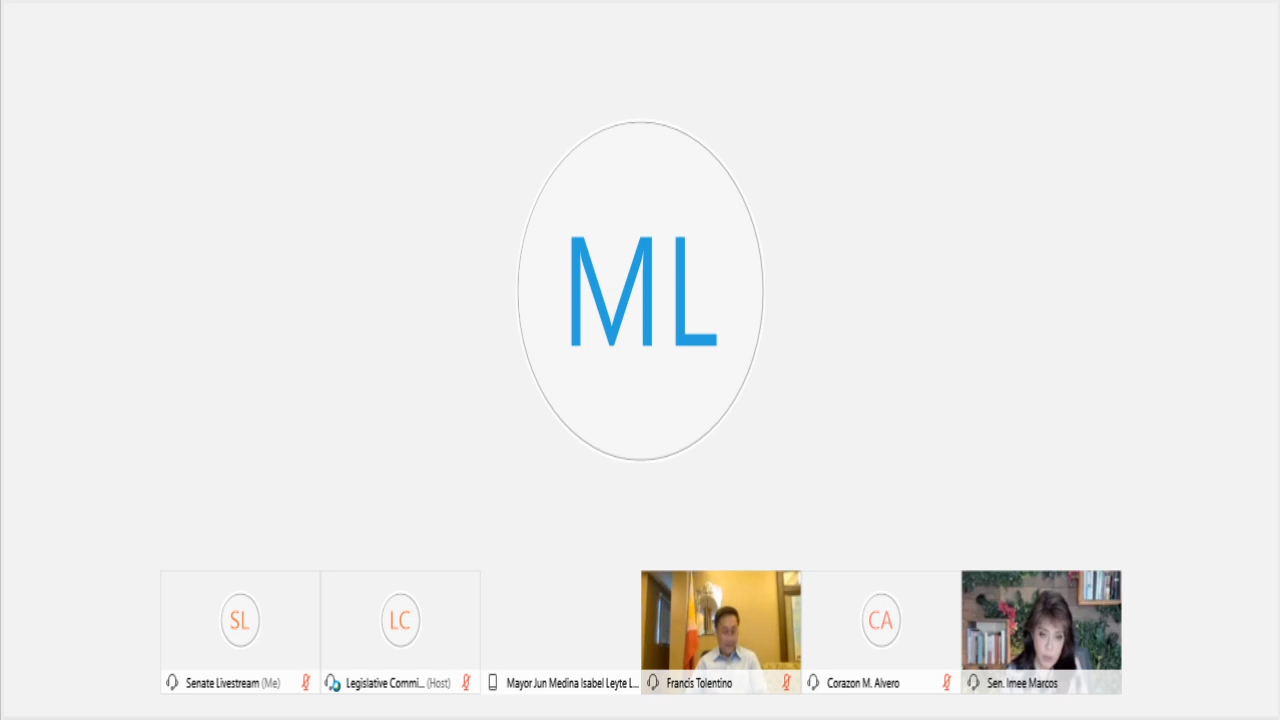 ML
SL
LC
CA
Senate Livestream (Me)
Legislative Commi... (Host)
Mayor Jun Medina Isabel Leyte L...
Francis Tolentino
Corazon M. Alvero
Sen. Imee Marcos